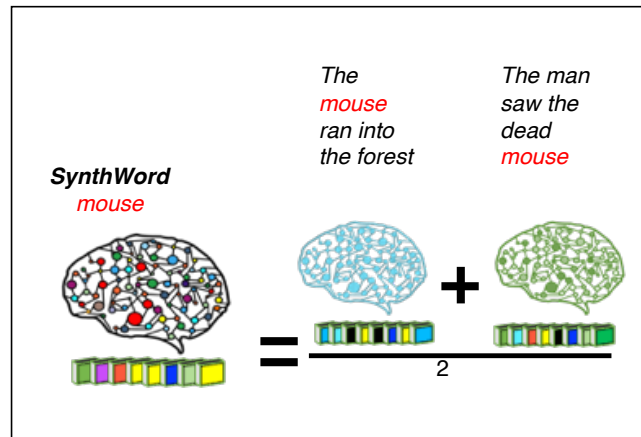 The
mouse
ran into
the forest
The man
saw the
dead
mouse
SynthWord
mouse
+
=
2